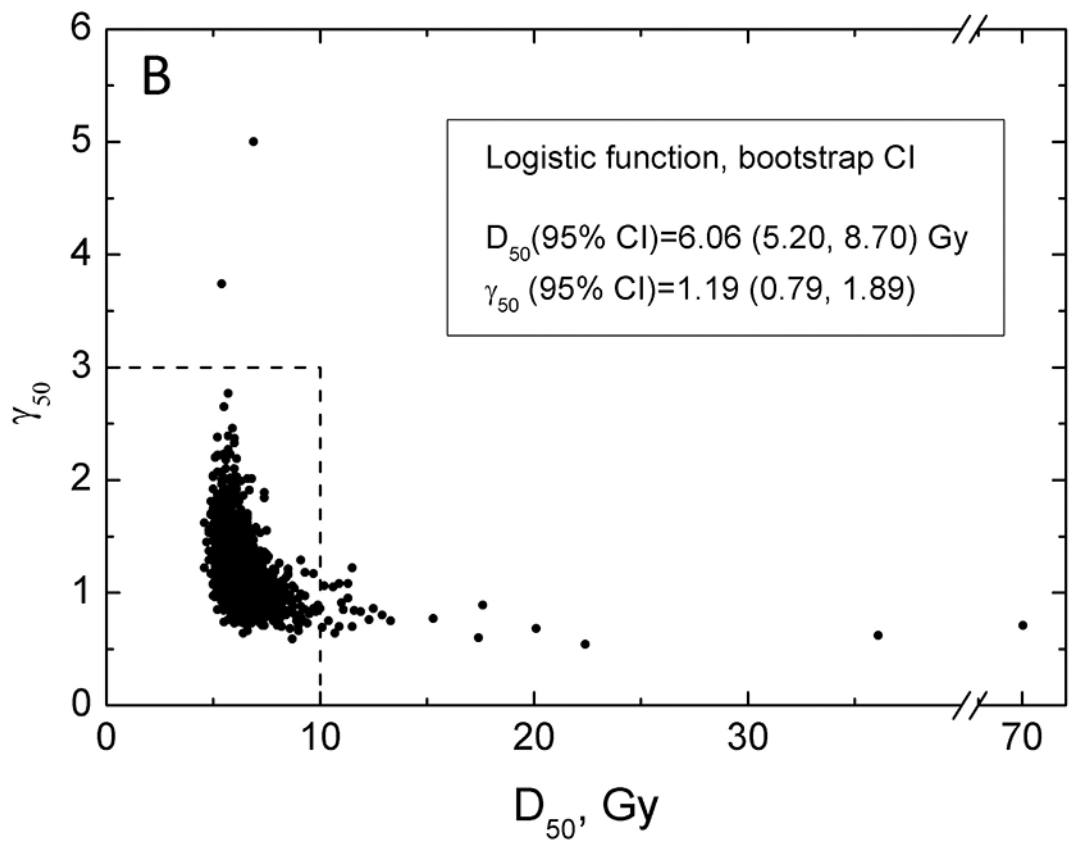 B
Logistic function, bootstrap CI
D₅₀(95% CI)=6.06 (5.20, 8.70) Gy
γ₅₀ (95% CI)=1.19 (0.79, 1.89)
6
5
4
3
2
1
0
γ₅₀
0 10 20 30 70
D₅₀, Gy